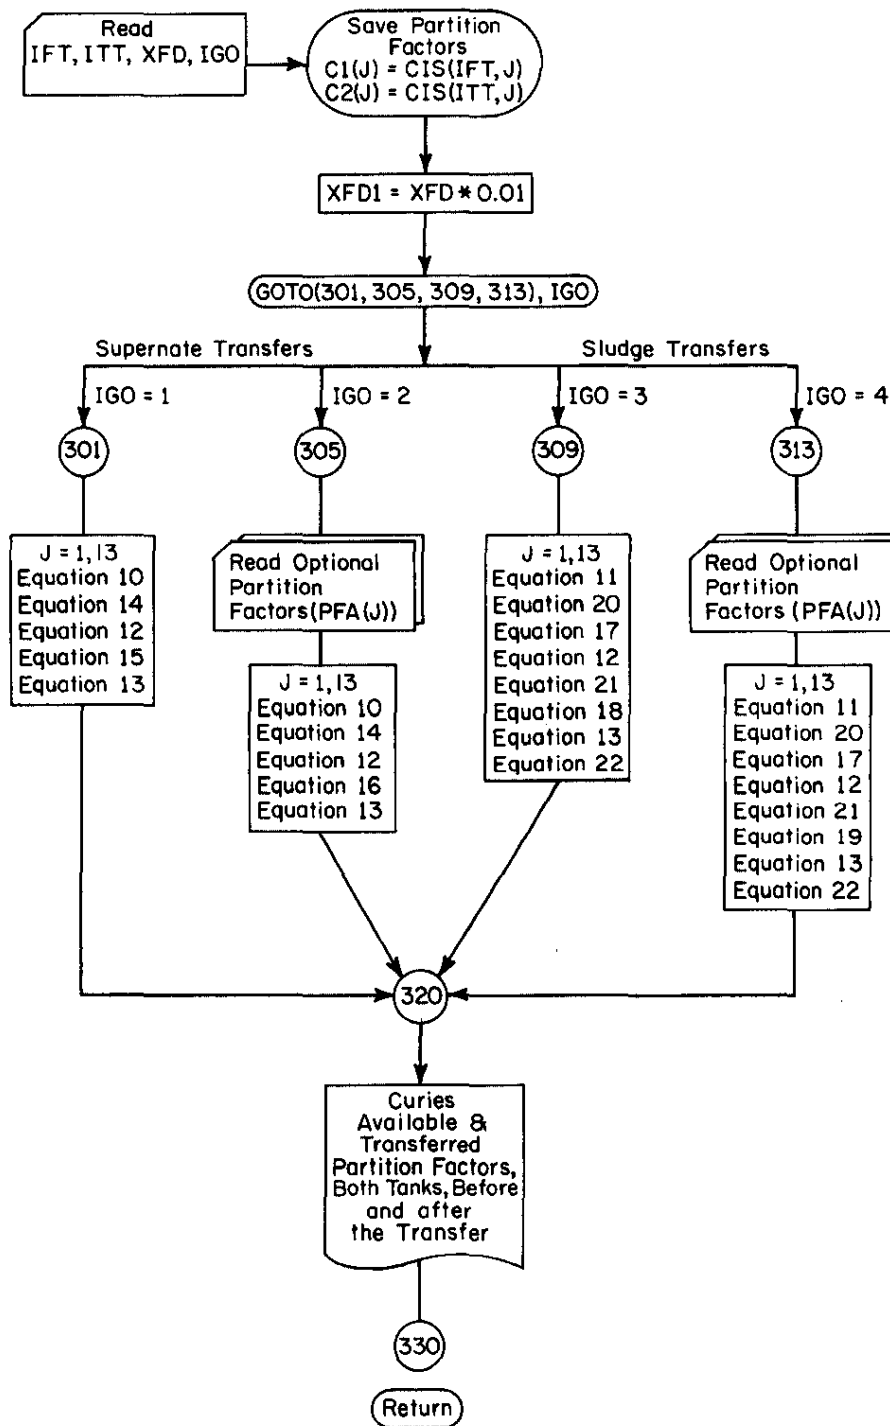 Read
IFT, ITT, XFD, IGO
Save Partition
Factors
C1(J) = CIS(IFT,J)
C2(J) = CIS(ITT,J)
XFD1 = XFD * 0.01
GOTO(301, 305, 309, 313), IGO
Supernate Transfers
Sludge Transfers
IGO = 1
IGO = 2
IGO = 3
IGO = 4
301
305
309
313
J = 1,13
Equation 10
Equation 14
Equation 12
Equation 15
Equation 13
Read Optional
Partition
Factors(PFA(J))
J = 1,13
Equation 10
Equation 14
Equation 12
Equation 16
Equation 13
J = 1,13
Equation 11
Equation 20
Equation 17
Equation 12
Equation 21
Equation 18
Equation 13
Equation 22
Read Optional
Partition
Factors (PFA(J))
J = 1,13
Equation 11
Equation 20
Equation 17
Equation 12
Equation 21
Equation 19
Equation 13
Equation 22
320
Curies
Available &
Transferred
Partition Factors,
Both Tanks, Before
and after
the Transfer
330
Return